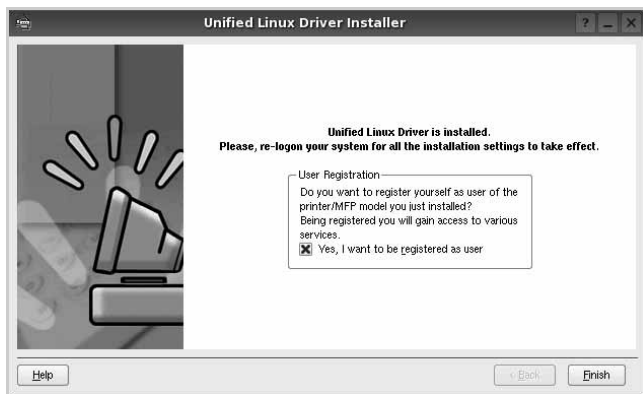 Unified Linux Driver Installer
Unified Linux Driver is installed.
Please, re-logon your system for all the installation settings to take effect.
User Registration
Do you want to register yourself as user of the
printer/MFP model you just installed?
Being registered you will gain access to various
services.
Yes, I want to be registered as user
Help
< Back
Finish